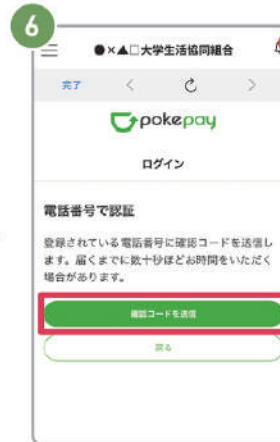 6
●×▲□大学生活協同組合
完了
pokepay
ログイン
電話番号で認証
登録されている電話番号に確認コードを送信し
ます。届くまでに数十秒ほどお時間をいただく
場合があります。
確認コードを送信
戻る